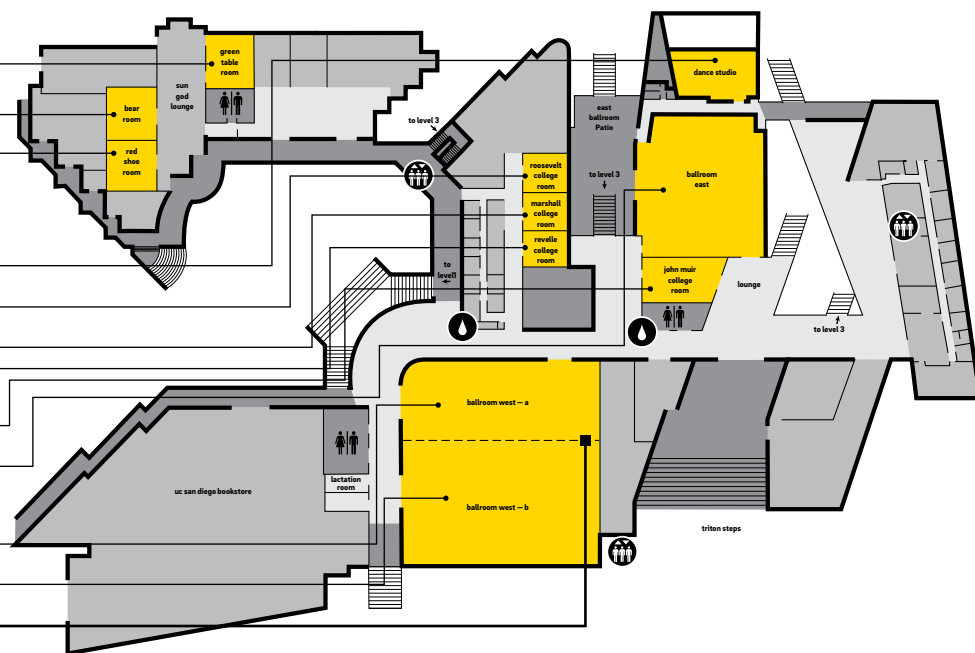 green
table
room
sun
god
lounge
bear
room
red
shoe
room
to level 3
dance studio
east
ballroom
Patio
to level 3
ballroom
east
roosevelt
college
room
marshall
college
room
revelle
college
room
to
level1
john muir
college
room
lounge
to level 3
ballroom west — a
ballroom west — b
lactation
room
uc san diego bookstore
triton steps